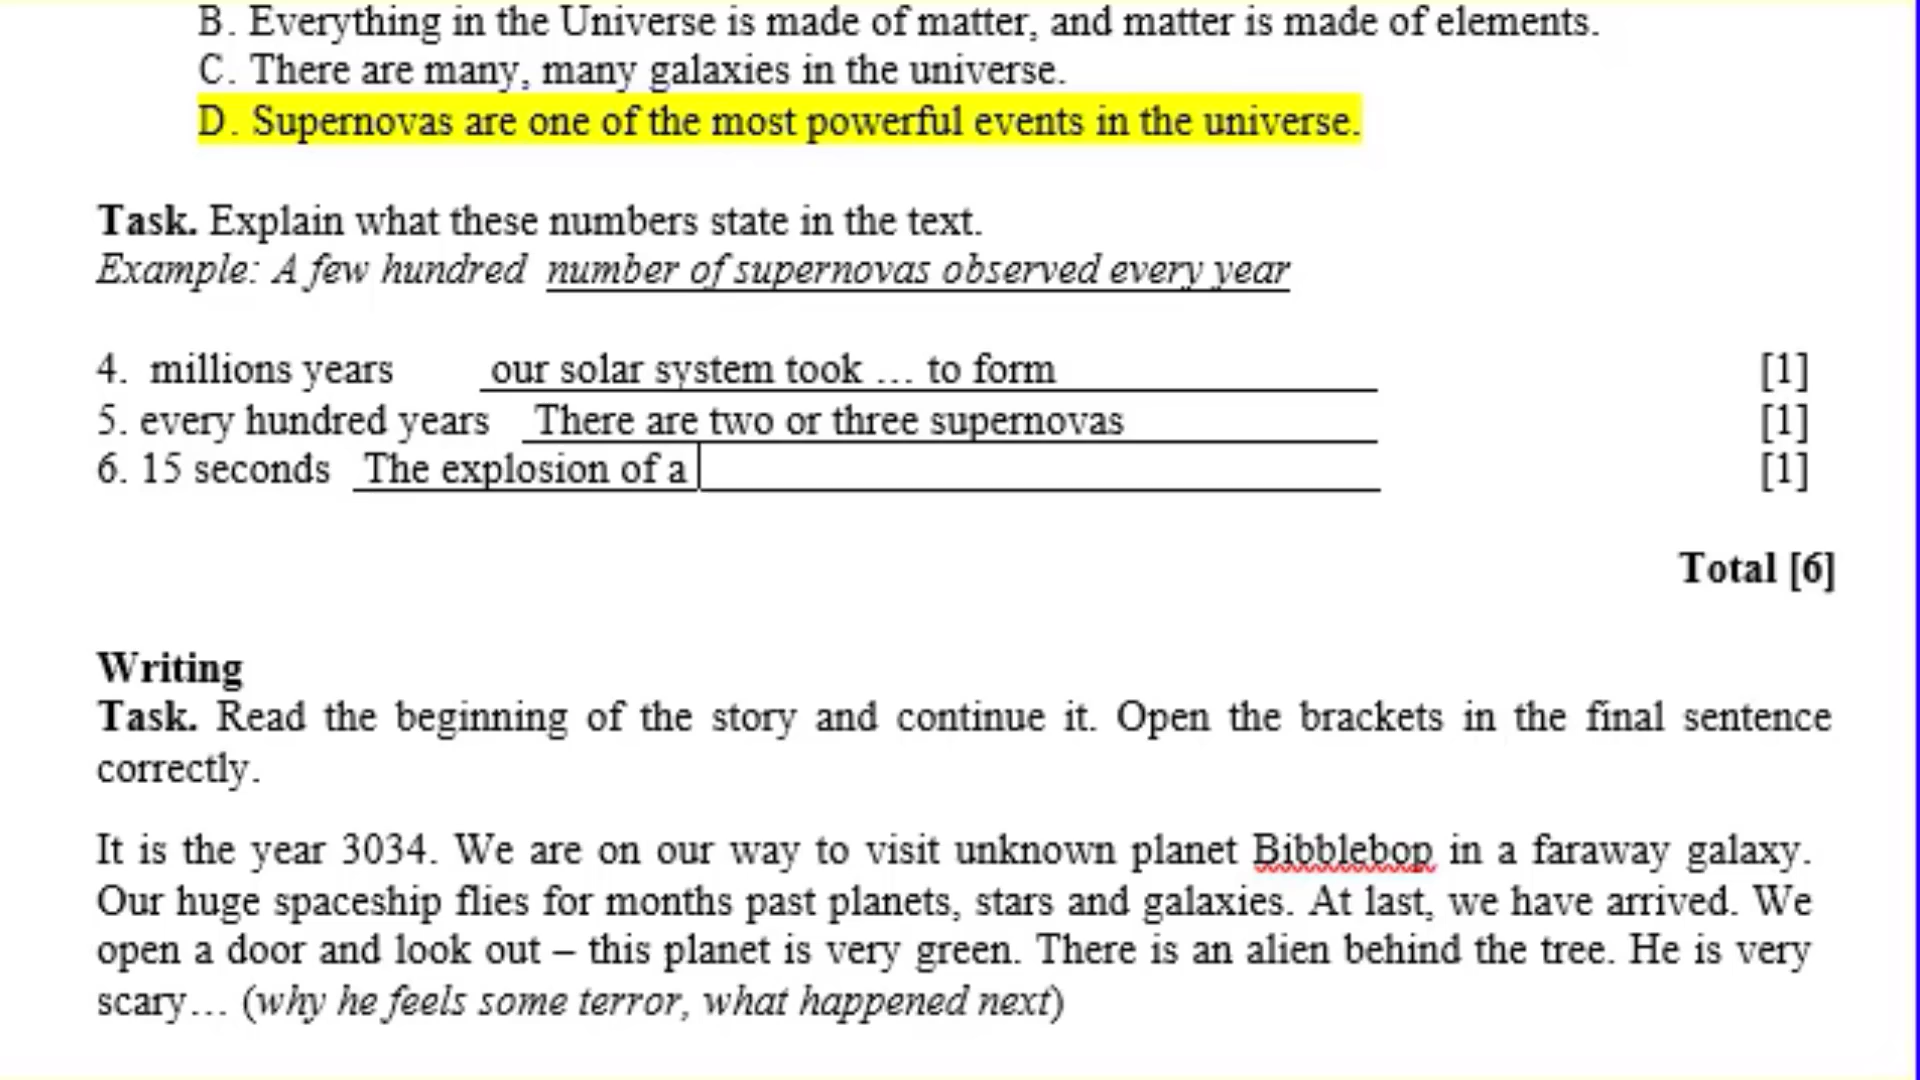 B. Everything in the Universe is made of matter, and matter is made of elements.
C. There are many, many galaxies in the universe.
D. Supernovas are one of the most powerful events in the universe.
Task. Explain what these numbers state in the text.
Example: A few hundred number of supernovas observed every year
4. millions years our solar system took … to form [1]
5. every hundred years There are two or three supernovas [1]
6. 15 seconds The explosion of a [1]
Total [6]
Writing
Task. Read the beginning of the story and continue it. Open the brackets in the final sentence
correctly.
It is the year 3034. We are on our way to visit unknown planet Bibblebop in a faraway galaxy.
Our huge spaceship flies for months past planets, stars and galaxies. At last, we have arrived. We
open a door and look out – this planet is very green. There is an alien behind the tree. He is very
scary… (why he feels some terror, what happened next)